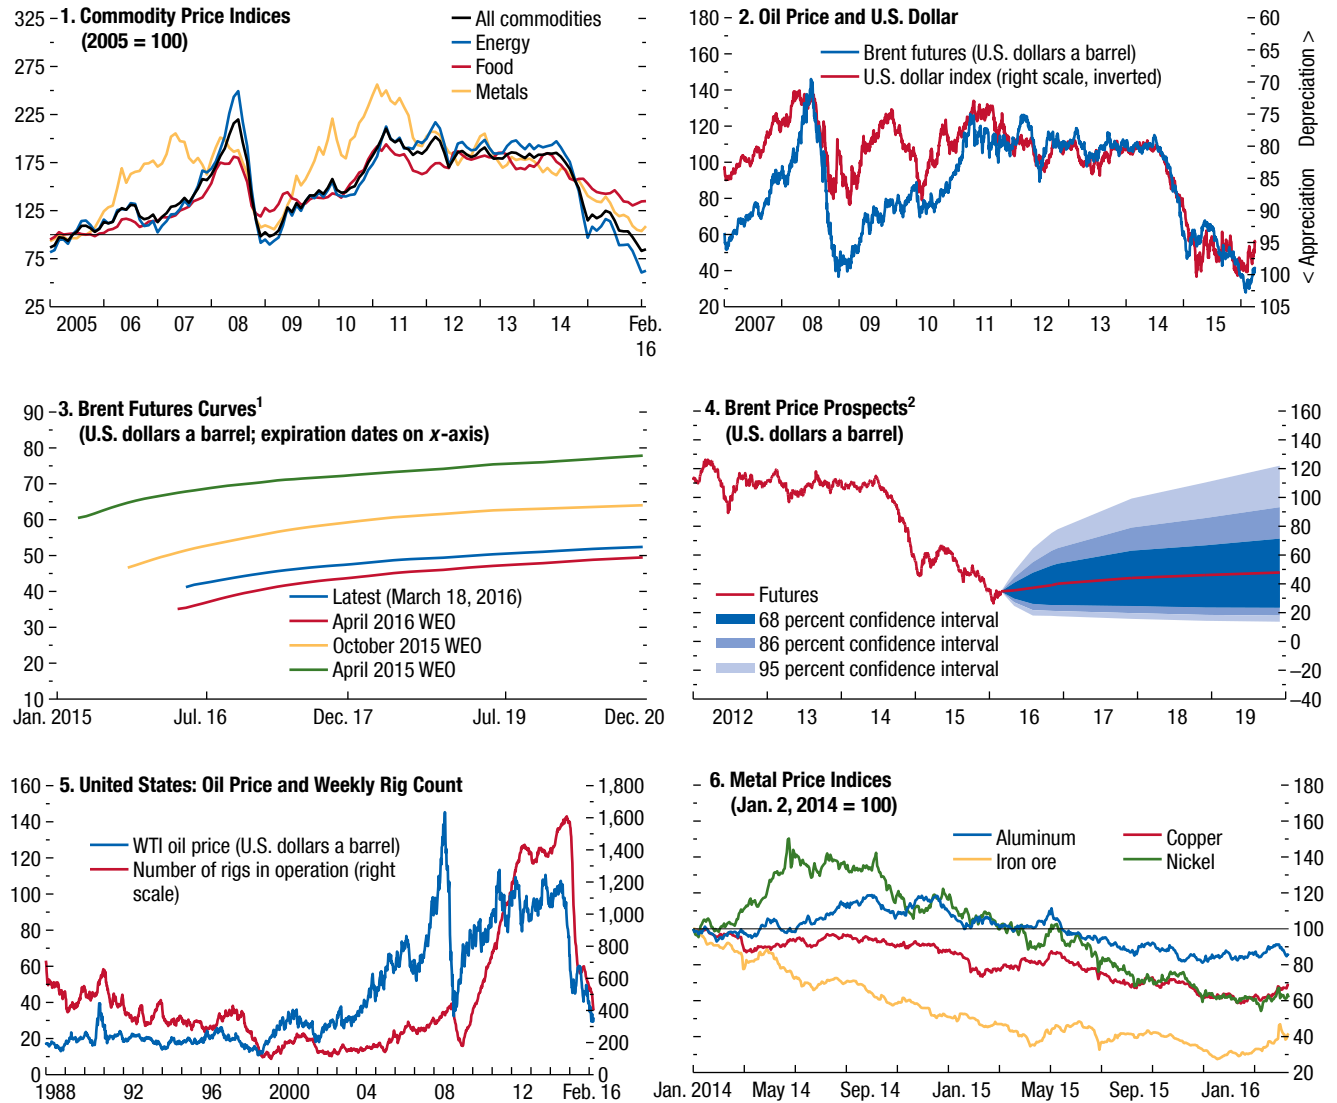 1. Commodity Price Indices
(2005 = 100)
All commodities
Energy
Food
Metals
325
275
225
175
125
75
25
2005 06 07 08 09 10 11 12 13 14 Feb.
16
2. Oil Price and U.S. Dollar
Brent futures (U.S. dollars a barrel)
U.S. dollar index (right scale, inverted)
180
160
140
120
100
80
60
40
20
60
65
70
75
80
85
90
95
100
105
< Appreciation Depreciation >
2007 08 09 10 11 12 13 14 15
3. Brent Futures Curves1
(U.S. dollars a barrel; expiration dates on x-axis)
90
80
70
60
50
40
30
20
10
Latest (March 18, 2016)
April 2016 WEO
October 2015 WEO
April 2015 WEO
Jan. 2015 Jul. 16 Dec. 17 Jul. 19 Dec. 20
4. Brent Price Prospects2
(U.S. dollars a barrel)
160
140
120
100
80
60
40
20
0
–20
–40
Futures
68 percent confidence interval
86 percent confidence interval
95 percent confidence interval
2012 13 14 15 16 17 18 19
5. United States: Oil Price and Weekly Rig Count
WTI oil price (U.S. dollars a barrel)
Number of rigs in operation (right
scale)
160
140
120
100
80
60
40
20
0
1,800
1,600
1,400
1,200
1,000
800
600
400
200
0
1988 92 96 2000 04 08 12 Feb. 16
6. Metal Price Indices
(Jan. 2, 2014 = 100)
Aluminum Copper
Iron ore Nickel
180
160
140
120
100
80
60
40
20
Jan. 2014 May 14 Sep. 14 Jan. 15 May 15 Sep. 15 Jan. 16